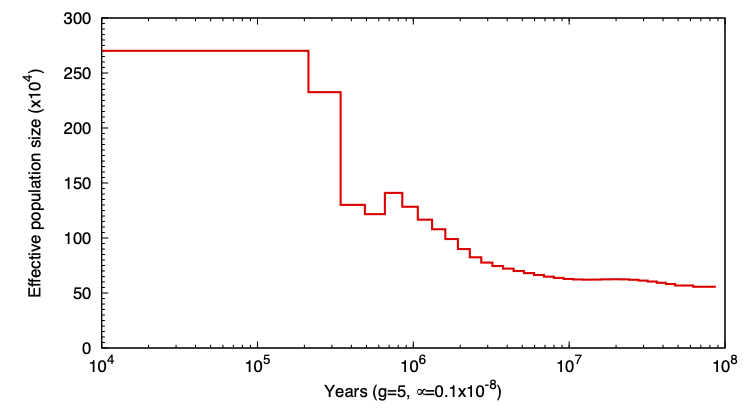 300
250
200
150
100
50
0
Effective population size (x10⁴)
10⁴ 10⁵ 10⁶ 10⁷ 10⁸
Years (g=5, ∝=0.1x10⁻⁸)